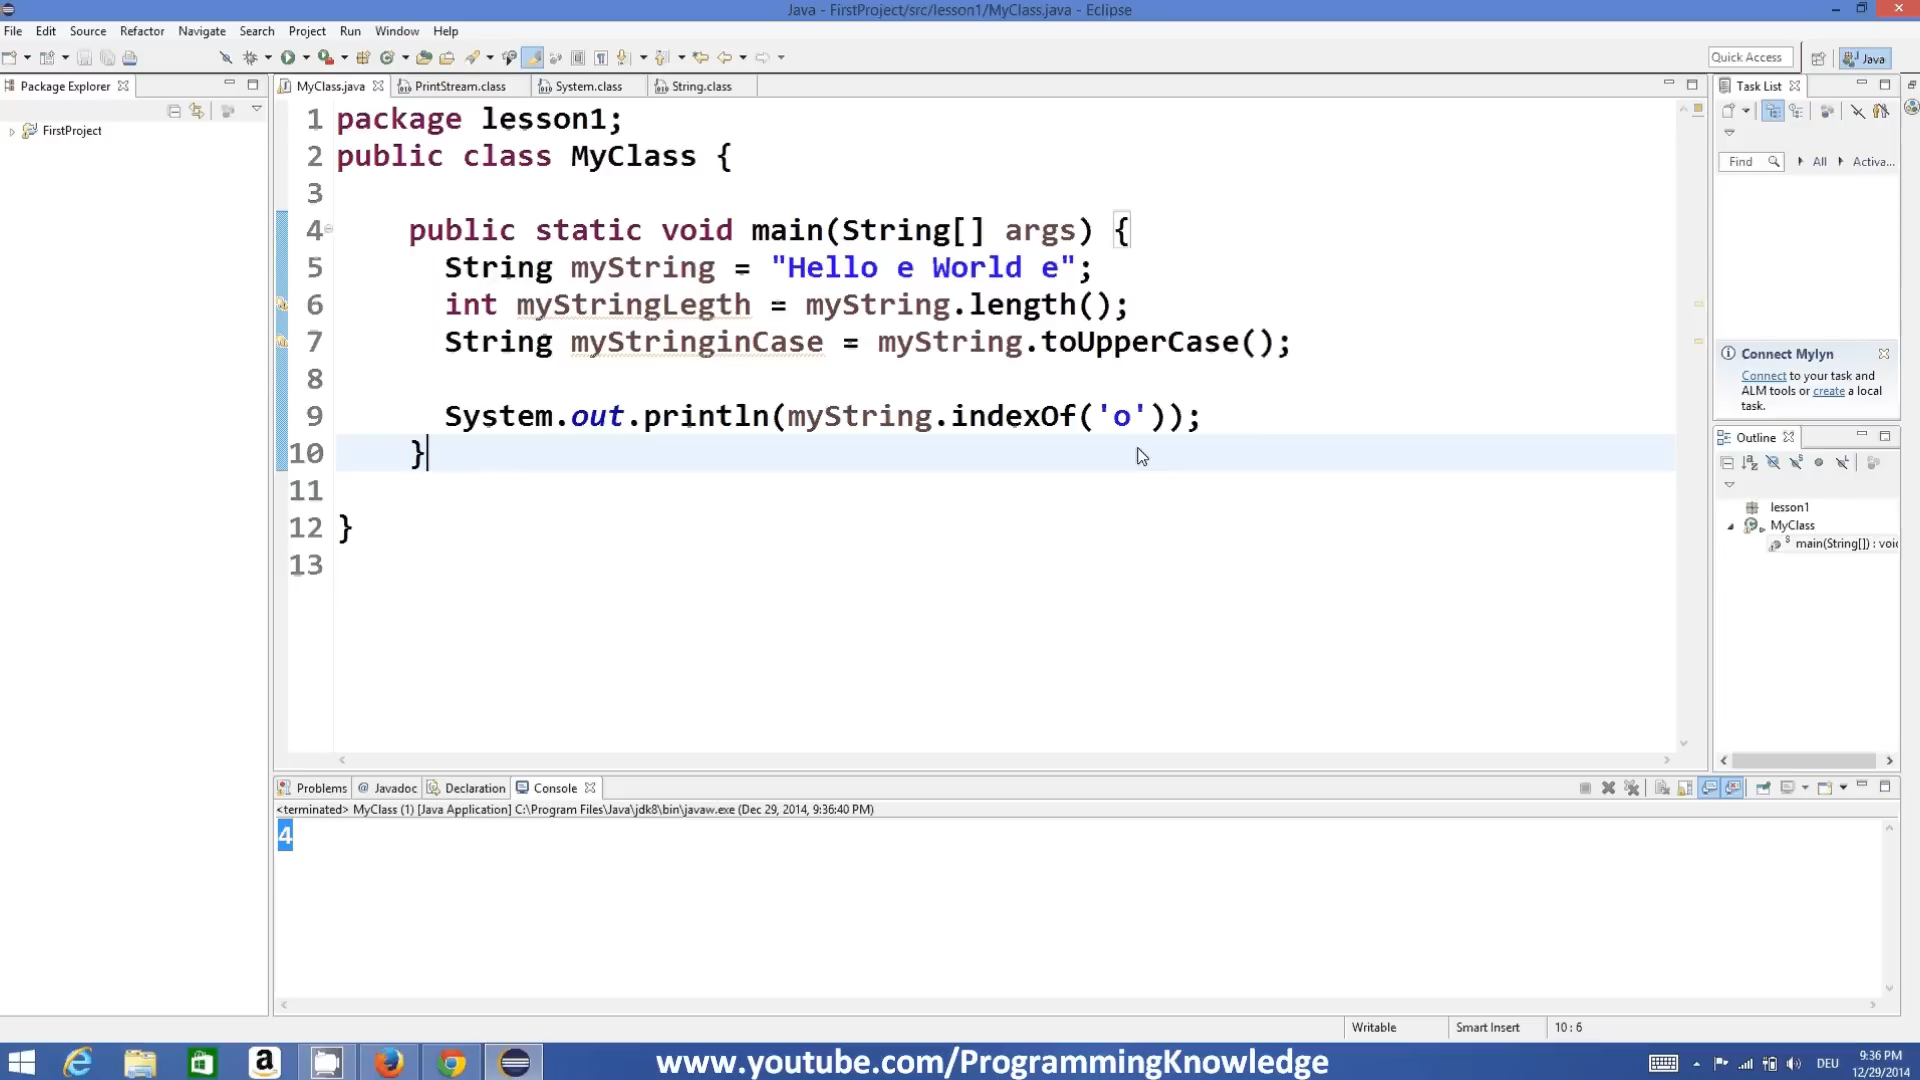 Java - FirstProject/src/lesson1/MyClass.java - Eclipse
File Edit Source Refactor Navigate Search Project Run Window Help
Quick Access
Java
Package Explorer
MyClass.java
PrintStream.class
System.class
String.class
Task List
FirstProject
1 package lesson1;
2 public class MyClass {
3
4 public static void main(String[] args) {
5 String myString = "Hello e World e";
6 int myStringLegth = myString.length();
7 String myStringinCase = myString.toUpperCase();
8
9 System.out.println(myString.indexOf('o'));
10 }
11
12 }
13
Find
All
Activa...
Connect Mylyn
Connect to your task and
ALM tools or create a local
task.
Outline
lesson1
MyClass
main(String[]) : voic
Problems
@ Javadoc
Declaration
Console
<terminated> MyClass (1) [Java Application] C:\Program Files\Java\jdk8\bin\javaw.exe (Dec 29, 2014, 9:36:40 PM)
4
Writable
Smart Insert
10 : 6
www.youtube.com/ProgrammingKnowledge
DEU
9:36 PM
12/29/2014